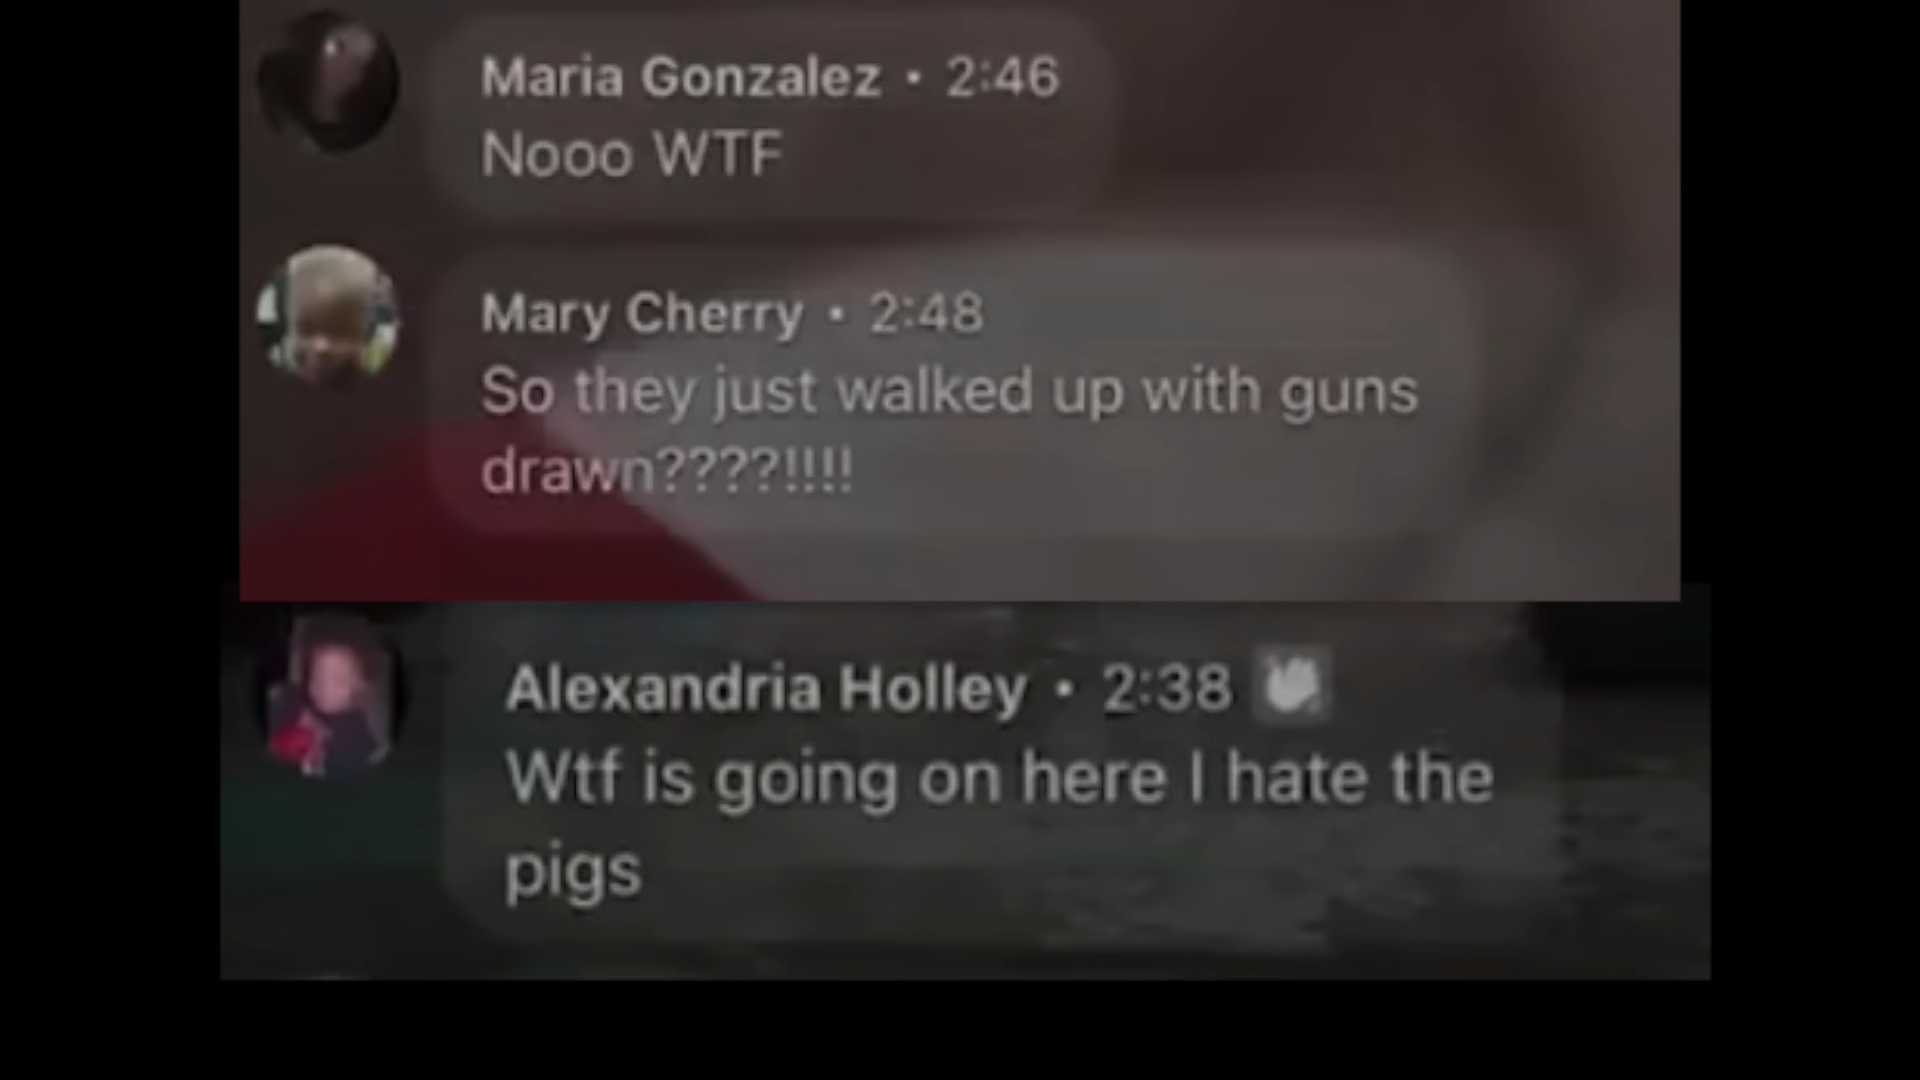 Maria Gonzalez • 2:46
Nooo WTF
Mary Cherry • 2:48
So they just walked up with guns
drawn????!!!!
Alexandria Holley • 2:38
Wtf is going on here I hate the
pigs